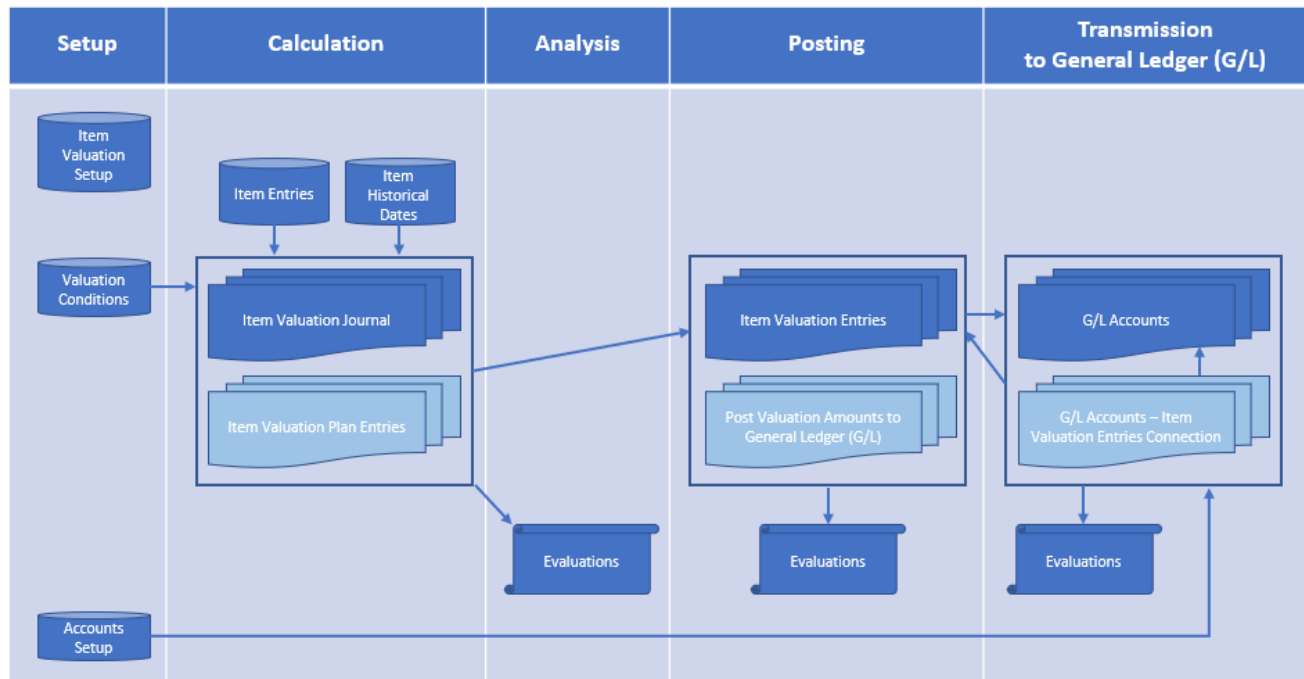 Setup
Calculation
Analysis
Posting
Transmission
to General Ledger (G/L)
Item
Valuation
Setup
Item Entries
Item
Historical
Dates
Valuation
Conditions
Item Valuation Journal
Item Valuation Plan Entries
Item Valuation Entries
Post Valuation Amounts to
General Ledger (G/L)
G/L Accounts
G/L Accounts – Item
Valuation Entries Connection
Evaluations
Evaluations
Evaluations
Accounts
Setup